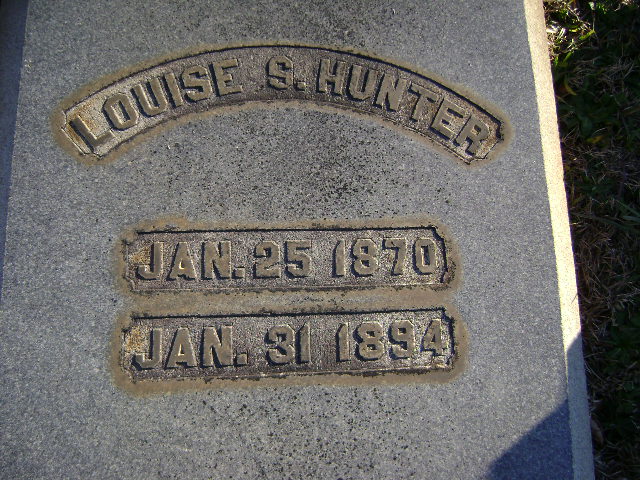 LOUISE S. HUNTER
JAN. 25 1870
JAN. 31 1894